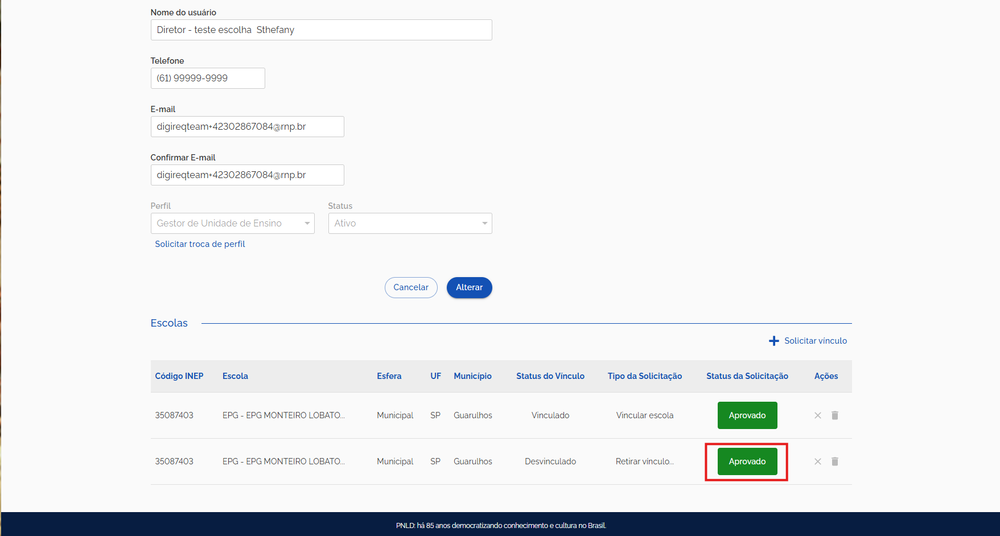 Nome do usuário
Diretor - teste escolha  Sthefany
Telefone
(61) 99999-9999
E-mail
digireqteam+42302867084@rnp.br
Confirmar E-mail
digireqteam+42302867084@rnp.br
Perfil Status
Gestor de Unidade de Ensino Ativo
Solicitar troca de perfil
Cancelar Alterar
Escolas
Solicitar vínculo
Código INEP Escola Esfera UF Município Status do Vínculo Tipo da Solicitação Status da Solicitação Ações
35087403 EPG - EPG MONTEIRO LOBATO... Municipal SP Guarulhos Vinculado Vincular escola Aprovado
35087403 EPG - EPG MONTEIRO LOBATO... Municipal SP Guarulhos Desvinculado Retirar vínculo... Aprovado
PNLD: há 85 anos democratizando conhecimento e cultura no Brasil.